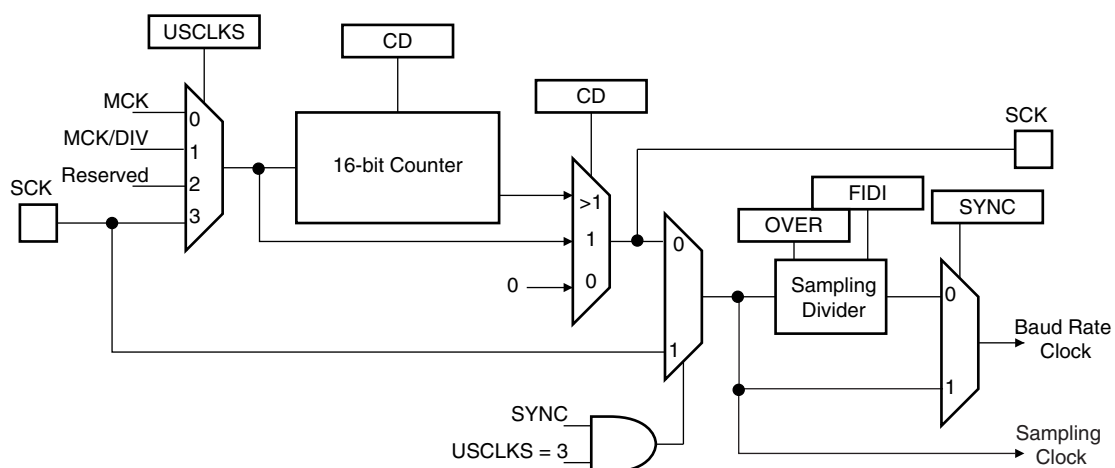 USCLKS
CD
CD
MCK
0
MCK/DIV
1
Reserved
2
SCK
3
16-bit Counter
>1
1
0
0
SCK
FIDI
OVER
SYNC
0
Sampling
Divider
0
Baud Rate
Clock
1
1
SYNC
USCLKS = 3
Sampling
Clock